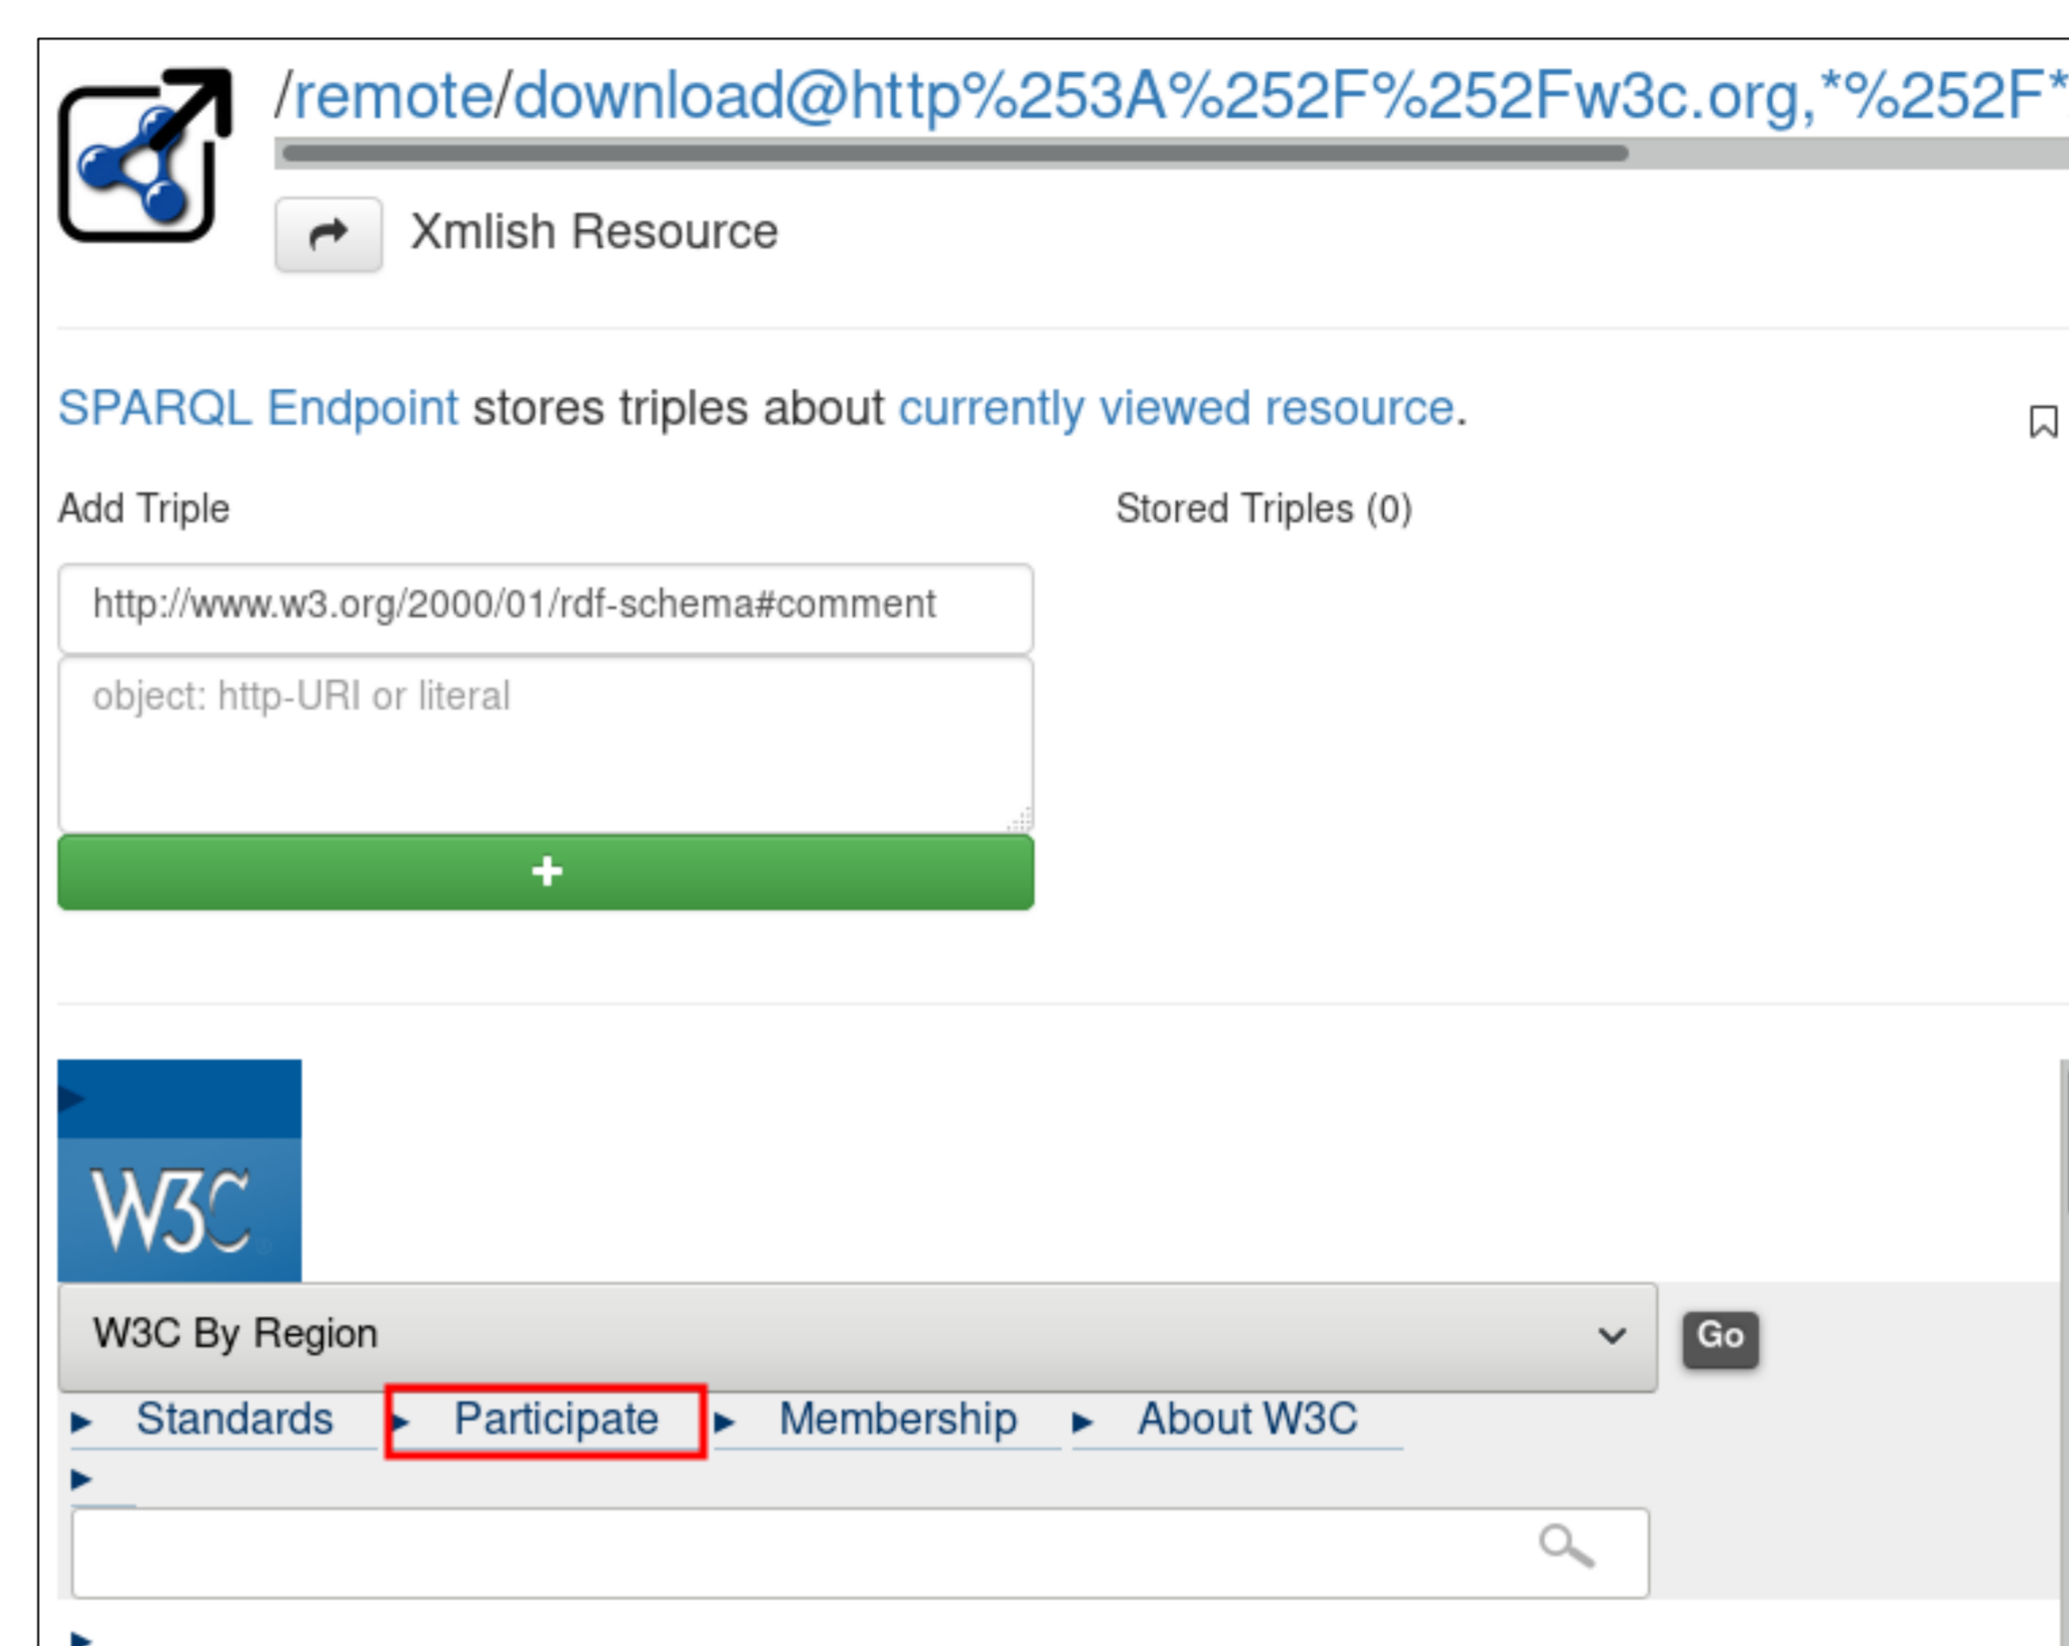 /remote/download@http%253A%252F%252Fw3c.org,*%252F*
Xmlish Resource
SPARQL Endpoint stores triples about currently viewed resource.
Add Triple
Stored Triples (0)
http://www.w3.org/2000/01/rdf-schema#comment
object: http-URI or literal
W3C
W3C By Region
Go
Standards Participate Membership About W3C